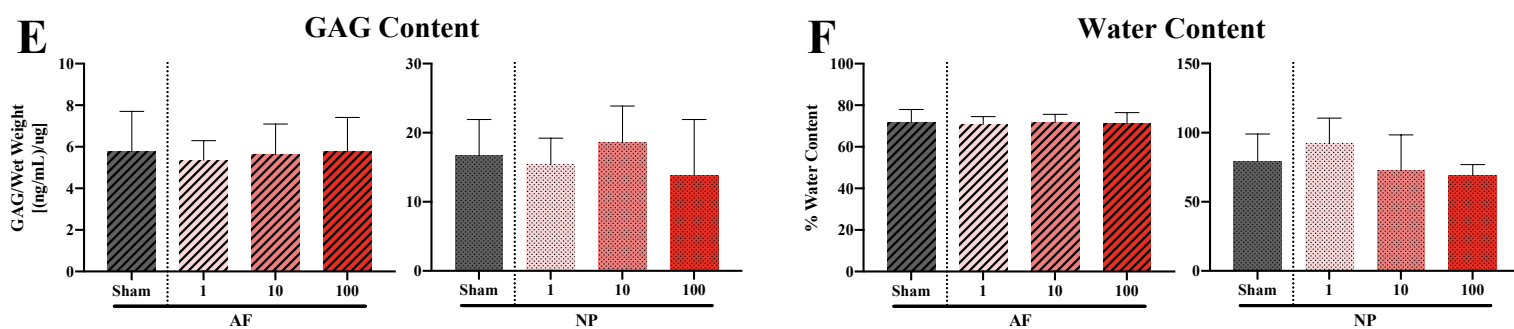 E
GAG Content
GAG/Wet Weight
[(ng/mL)/ug]
10
8
6
4
2
0
Sham
1
10
100
AF
30
20
10
0
Sham
1
10
100
NP
F
Water Content
% Water Content
100
80
60
40
20
0
Sham
1
10
100
AF
150
100
50
0
Sham
1
10
100
NP